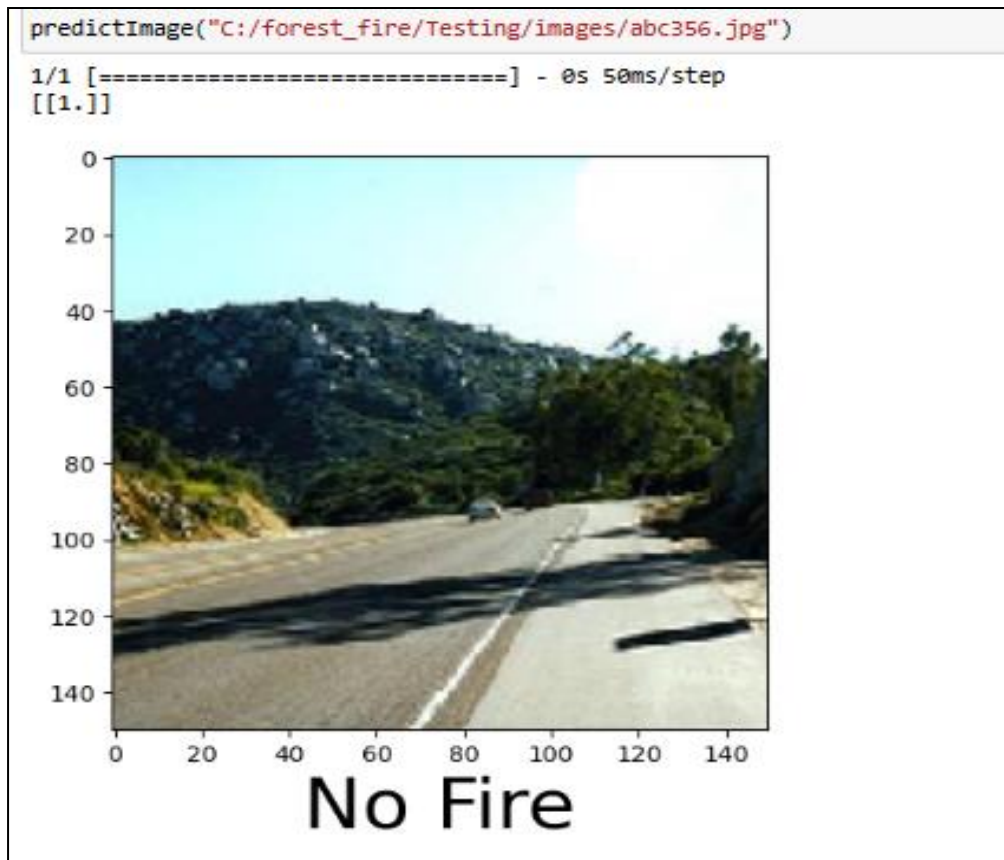 predictImage("C:/forest_fire/Testing/images/abc356.jpg")
1/1 [==============================] - 0s 50ms/step
[[1.]]
0
20
40
60
80
100
120
140
0 20 40 60 80 100 120 140
No Fire